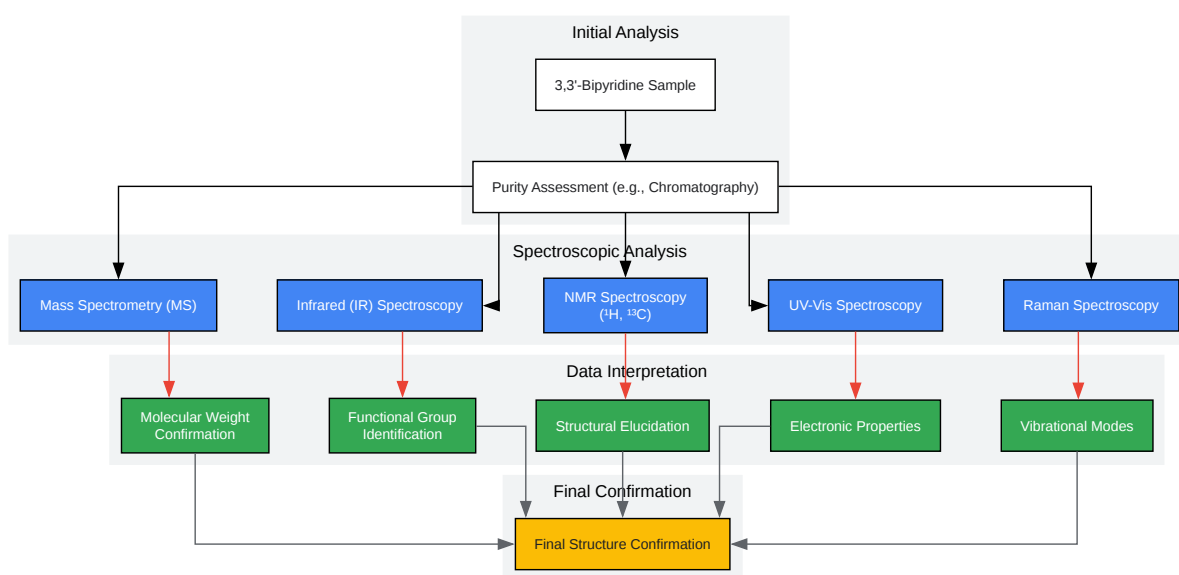 Initial Analysis
3,3'-Bipyridine Sample
Purity Assessment (e.g., Chromatography)
Spectroscopic Analysis
Mass Spectrometry (MS)
Infrared (IR) Spectroscopy
NMR Spectroscopy
(¹H, ¹³C)
UV-Vis Spectroscopy
Raman Spectroscopy
Data Interpretation
Molecular Weight
Confirmation
Functional Group
Identification
Structural Elucidation
Electronic Properties
Vibrational Modes
Final Confirmation
Final Structure Confirmation